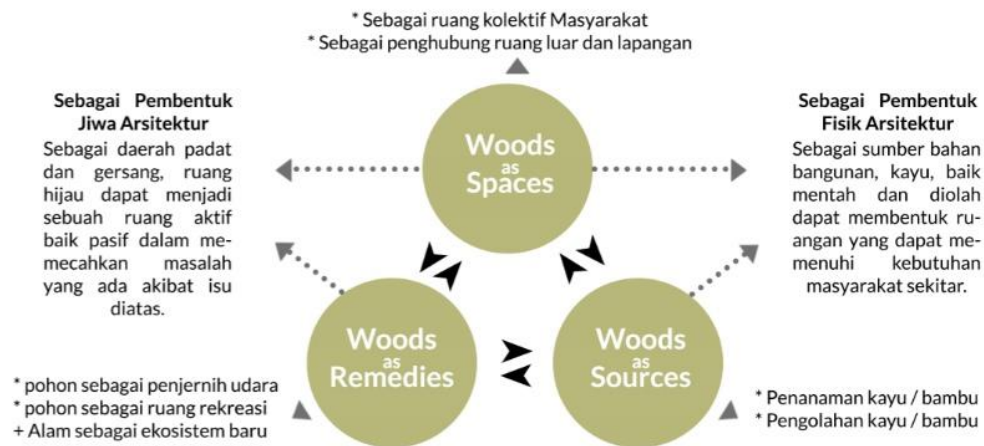 * Sebagai ruang kolektif Masyarakat
* Sebagai penghubung ruang luar dan lapangan
Sebagai Pembentuk
Jiwa Arsitektur
Sebagai daerah padat
dan gersang, ruang
hijau dapat menjadi
sebuah ruang aktif
baik pasif dalam me-
mecahkan masalah
yang ada akibat isu
diatas.
Woods
as
Spaces
Sebagai Pembentuk
Fisik Arsitektur
Sebagai sumber bahan
bangunan, kayu, baik
mentah dan diolah
dapat membentuk ru-
angan yang dapat me-
menuhi kebutuhan
masyarakat sekitar.
Woods
as
Remedies
Woods
as
Sources
* pohon sebagai penjernih udara
* pohon sebagai ruang rekreasi
+ Alam sebagai ekosistem baru
* Penanaman kayu / bambu
* Pengolahan kayu / bambu